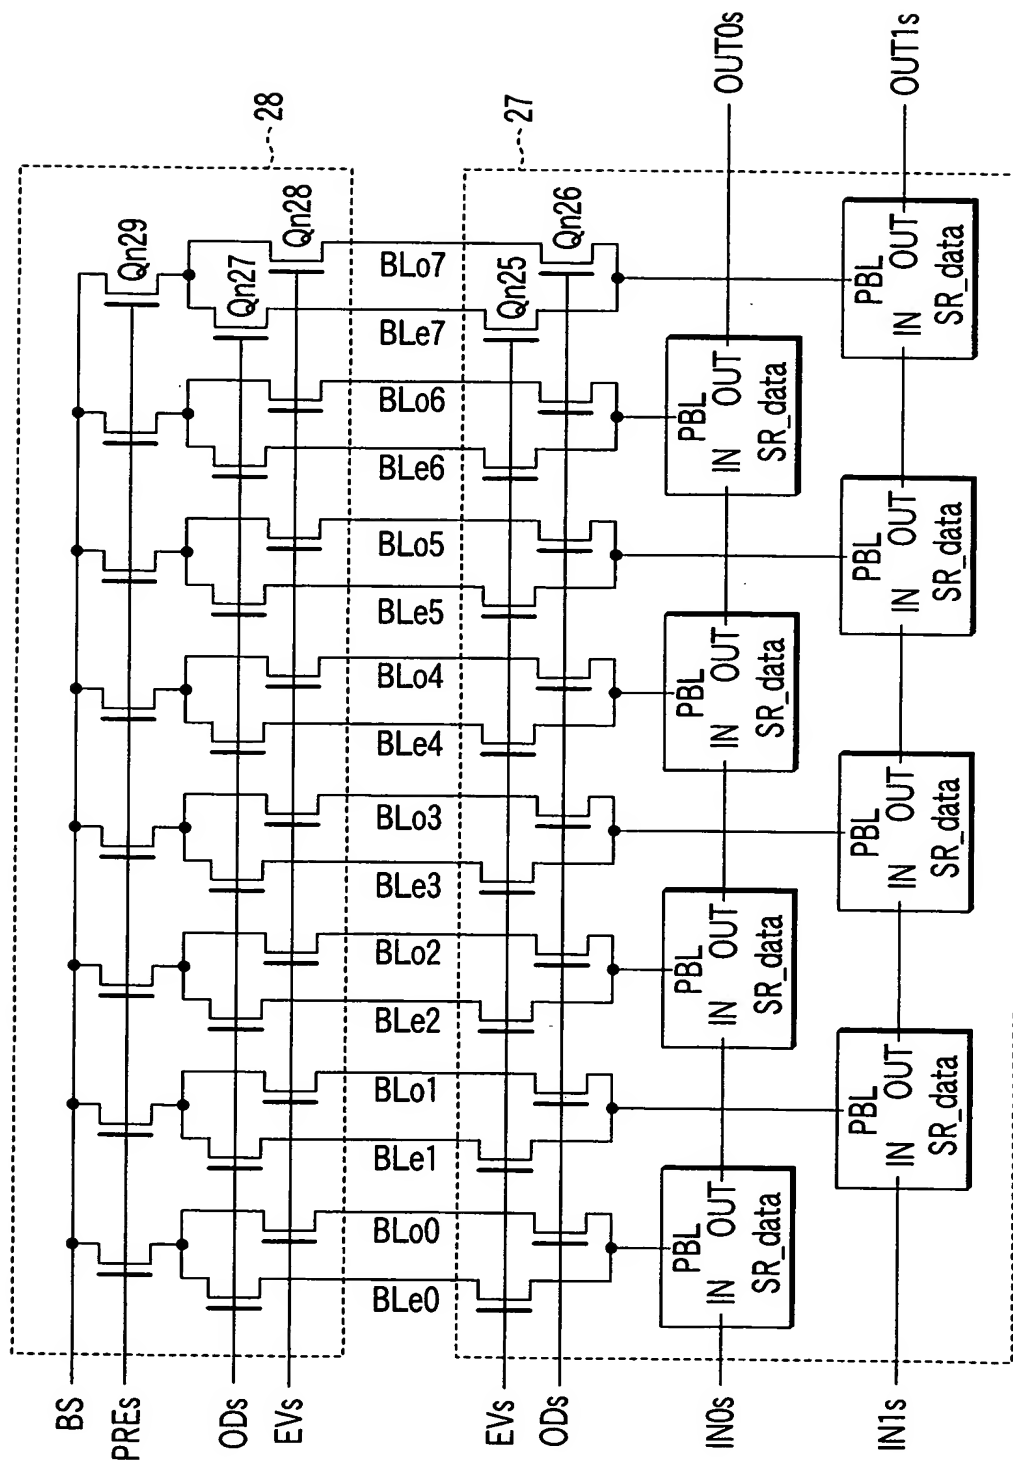 28
27
BS
PREs
ODs
EVs
EVs
ODs
IN0s
IN1s
OUT0s
OUT1s
Qn29
Qn27
Qn28
Qn25
Qn26
BLe0
BLo0
BLe1
BLo1
BLe2
BLo2
BLe3
BLo3
BLe4
BLo4
BLe5
BLo5
BLe6
BLo6
BLe7
BLo7
PBL
IN OUT
SR_data
PBL
IN OUT
SR_data
PBL
IN OUT
SR_data
PBL
IN OUT
SR_data
PBL
IN OUT
SR_data
PBL
IN OUT
SR_data
PBL
IN OUT
SR_data
PBL
IN OUT
SR_data